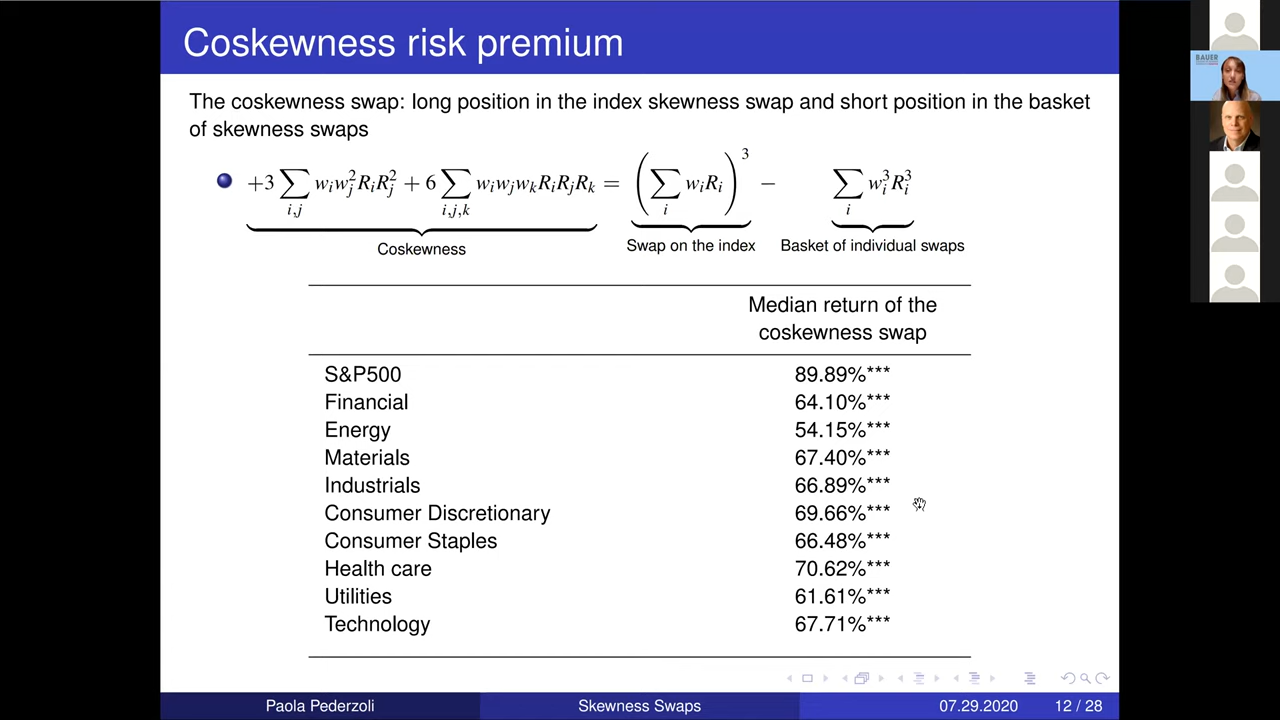 Coskewness risk premium
The coskewness swap: long position in the index skewness swap and short position in the basket
of skewness swaps
+3 ∑_{i,j} w_i w_j^2 R_i R_j^2 + 6 ∑_{i,j,k} w_i w_j w_k R_i R_j R_k = (∑_i w_i R_i)^3 − ∑_i w_i^3 R_i^3
Coskewness Swap on the index Basket of individual swaps
Median return of the
coskewness swap
S&P500 89.89%***
Financial 64.10%***
Energy 54.15%***
Materials 67.40%***
Industrials 66.89%***
Consumer Discretionary 69.66%***
Consumer Staples 66.48%***
Health care 70.62%***
Utilities 61.61%***
Technology 67.71%***
Paola Pederzoli Skewness Swaps 07.29.2020 12 / 28
BAUER